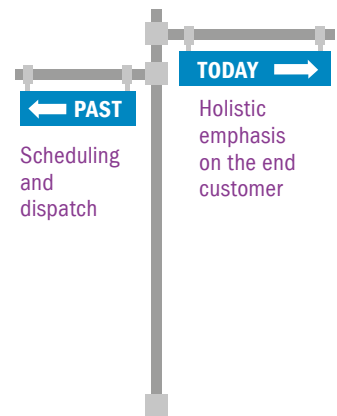 PAST
Scheduling
and
dispatch
TODAY
Holistic
emphasis
on the end
customer